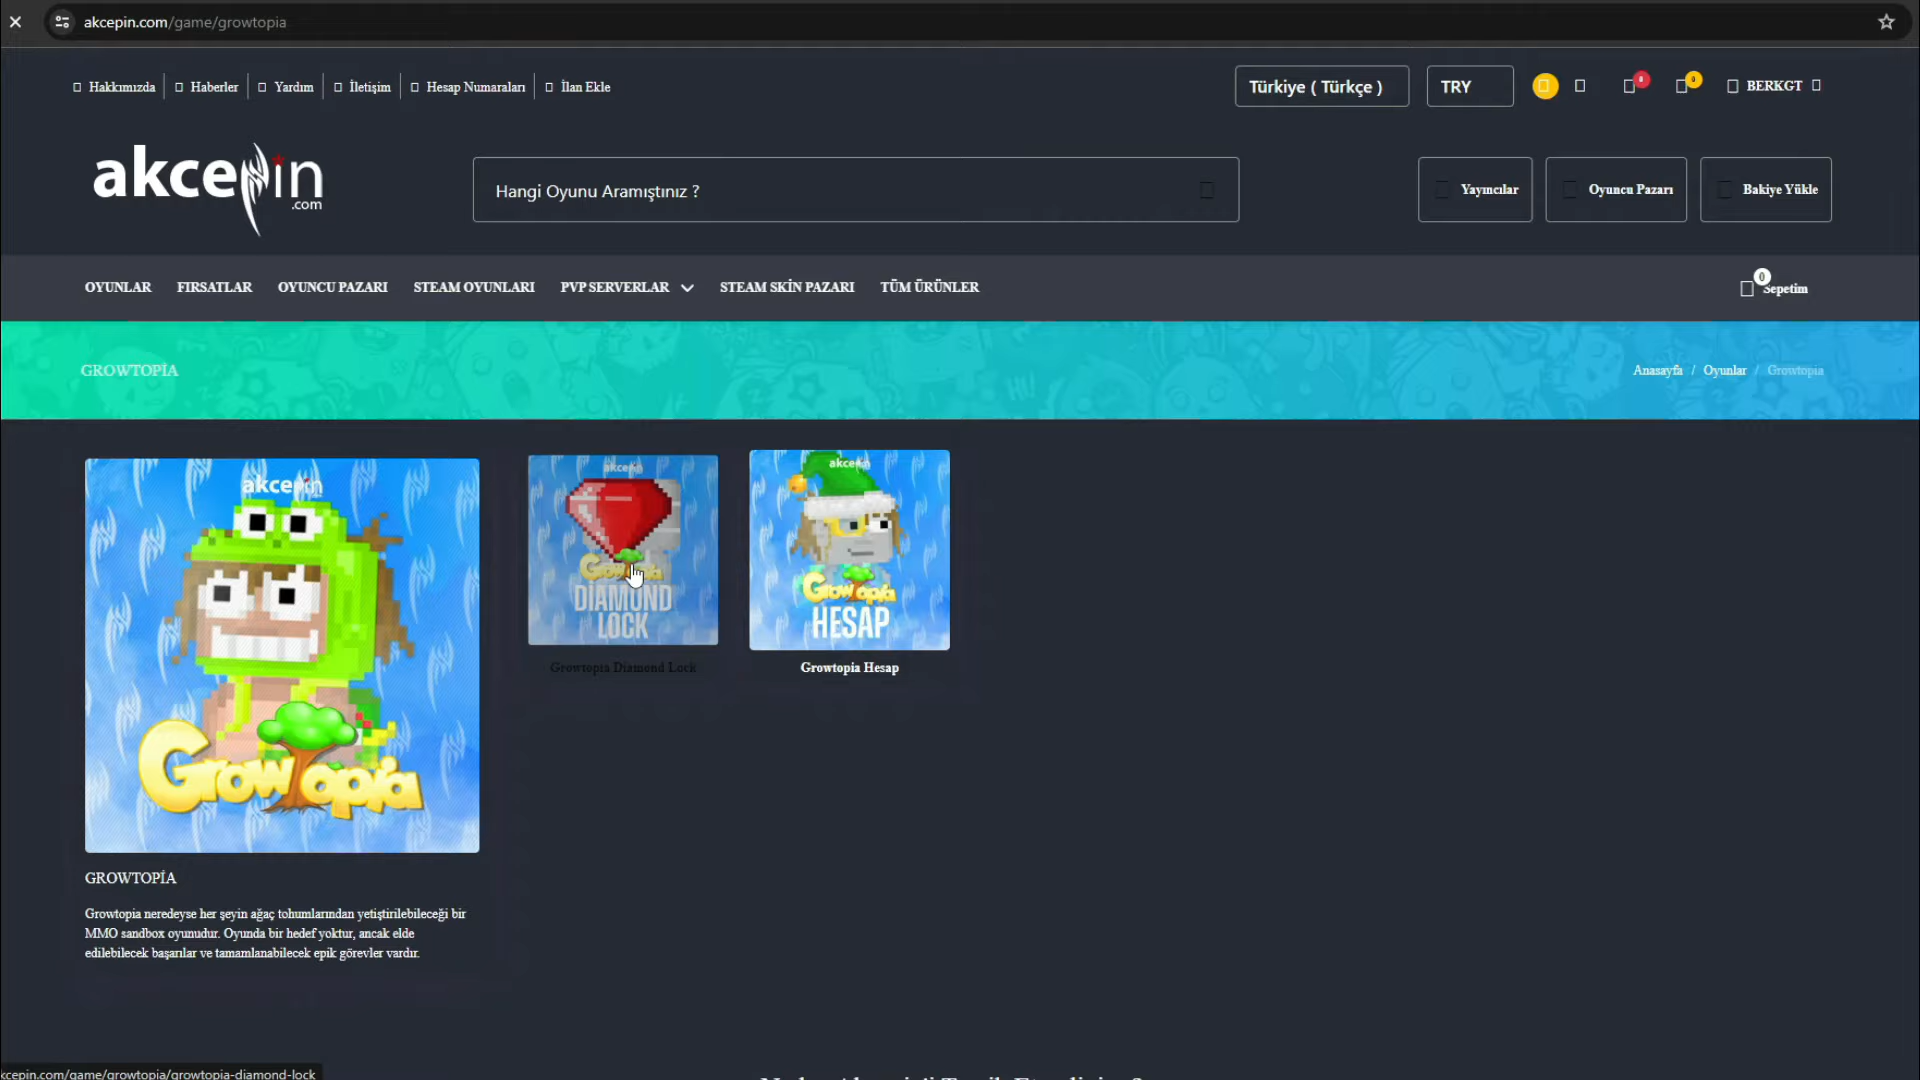 akcepin.com/game/growtopia
Hakkımızda
Haberler
Yardım
İletişim
Hesap Numaraları
İlan Ekle
Türkiye ( Türkçe )
TRY
0
0
BERKGT
akcepin
.com
Hangi Oyunu Aramıştınız ?
Yayıncılar
Oyuncu Pazarı
Bakiye Yükle
OYUNLAR
FIRSATLAR
OYUNCU PAZARI
STEAM OYUNLARI
PVP SERVERLAR
STEAM SKİN PAZARI
TÜM ÜRÜNLER
0
Sepetim
GROWTOPİA
Anasayfa / Oyunlar / Growtopia
akcepin
Growtopia
akcepin
Growtopia
DIAMOND
LOCK
Growtopia Diamond Lock
akcepin
Growtopia
HESAP
Growtopia Hesap
GROWTOPİA
Growtopia neredeyse her şeyin ağaç tohumlarından yetiştirilebileceği bir
MMO sandbox oyunudur. Oyunda bir hedef yoktur, ancak elde
edilebilecek başarılar ve tamamlanabilecek epik görevler vardır.
kcepin.com/game/growtopia/growtopia-diamond-lock